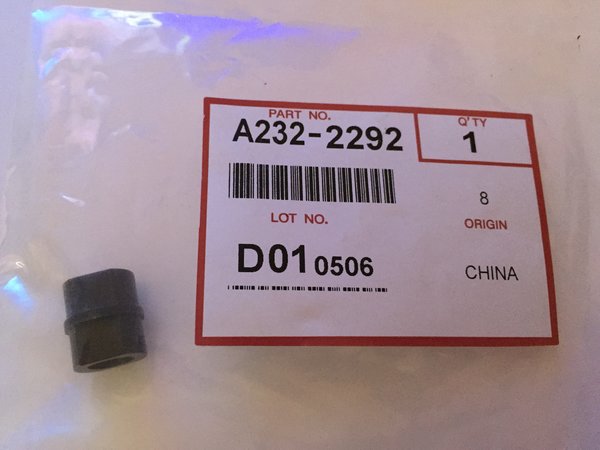 PART NO.
A232-2292
Q'TY
1
8
LOT NO.
ORIGIN
D01 0506
CHINA